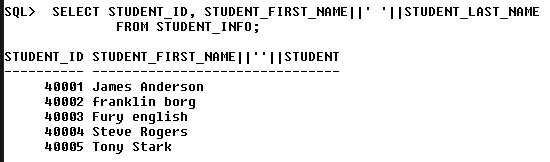 SQL>  SELECT STUDENT_ID, STUDENT_FIRST_NAME||' '||STUDENT_LAST_NAME
FROM STUDENT_INFO;
STUDENT_ID STUDENT_FIRST_NAME||''||STUDENT
---------- -------------------------------
40001 James Anderson
40002 franklin borg
40003 Fury english
40004 Steve Rogers
40005 Tony Stark